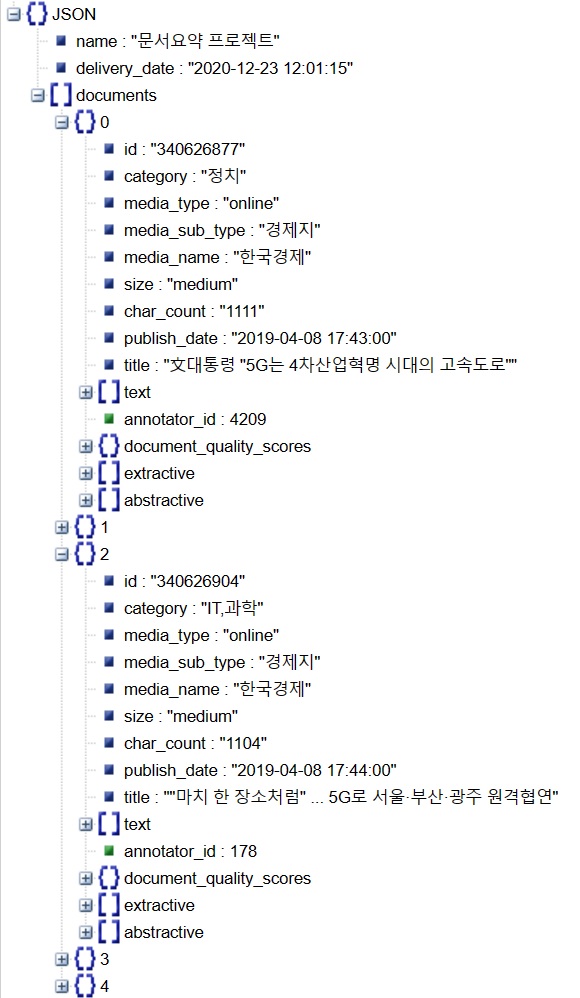 JSON
name : "문서요약 프로젝트"
delivery_date : "2020-12-23 12:01:15"
documents
0
id : "340626877"
category : "정치"
media_type : "online"
media_sub_type : "경제지"
media_name : "한국경제"
size : "medium"
char_count : "1111"
publish_date : "2019-04-08 17:43:00"
title : "文대통령 "5G는 4차산업혁명 시대의 고속도로""
text
annotator_id : 4209
document_quality_scores
extractive
abstractive
1
2
id : "340626904"
category : "IT,과학"
media_type : "online"
media_sub_type : "경제지"
media_name : "한국경제"
size : "medium"
char_count : "1104"
publish_date : "2019-04-08 17:44:00"
title : ""마치 한 장소처럼" ... 5G로 서울·부산·광주 원격협연"
text
annotator_id : 178
document_quality_scores
extractive
abstractive
3
4